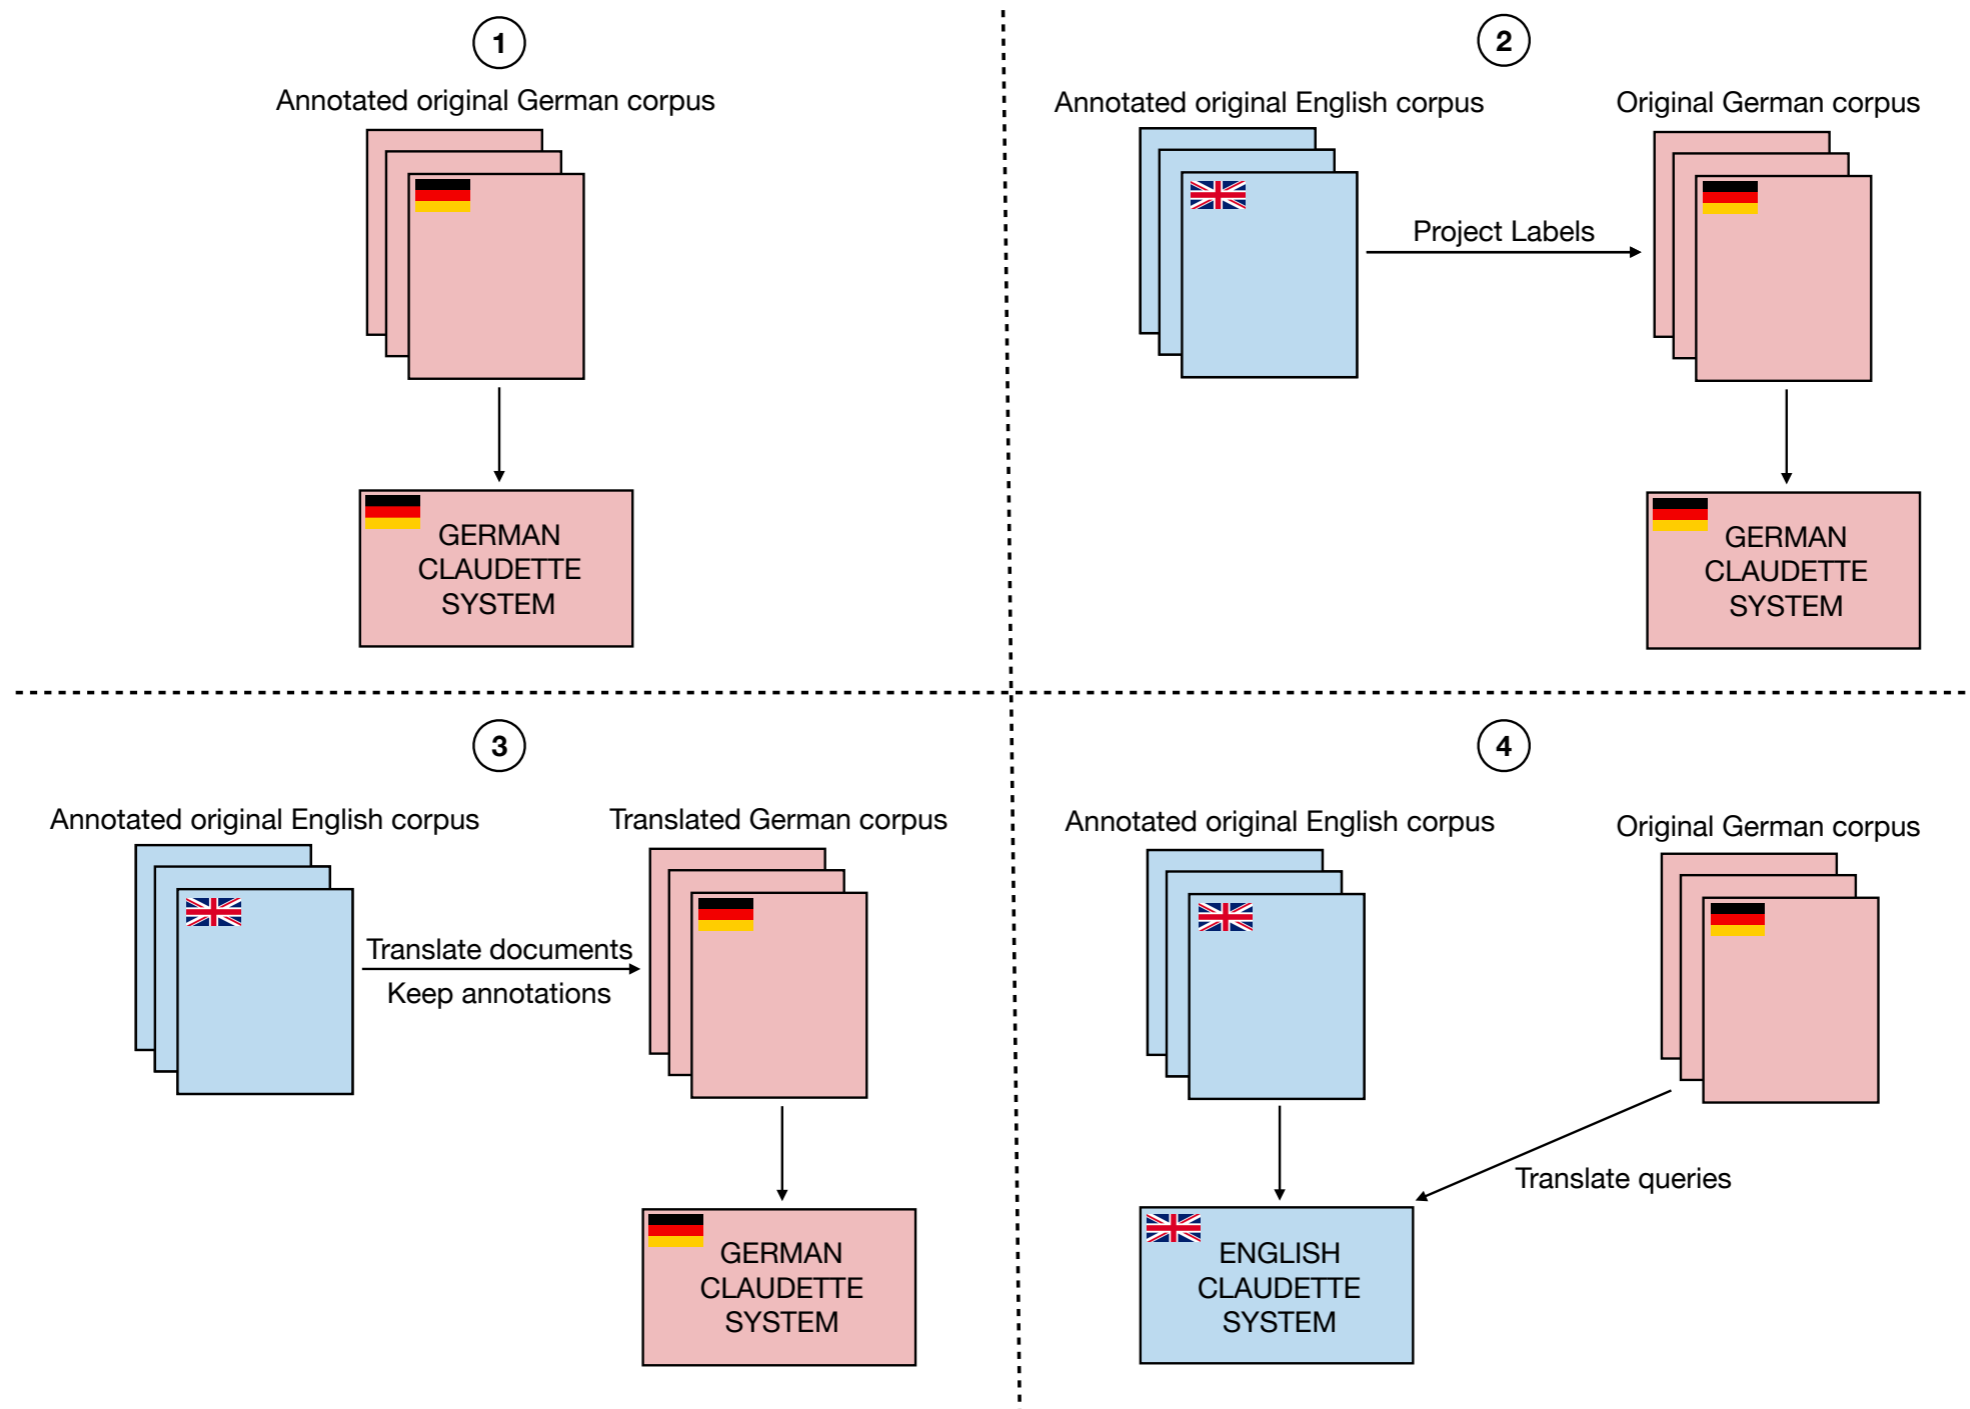 1
Annotated original German corpus
GERMAN
CLAUDETTE
SYSTEM
2
Annotated original English corpus
Original German corpus
Project Labels
GERMAN
CLAUDETTE
SYSTEM
3
Annotated original English corpus
Translated German corpus
Translate documents
Keep annotations
GERMAN
CLAUDETTE
SYSTEM
4
Annotated original English corpus
Original German corpus
Translate queries
ENGLISH
CLAUDETTE
SYSTEM